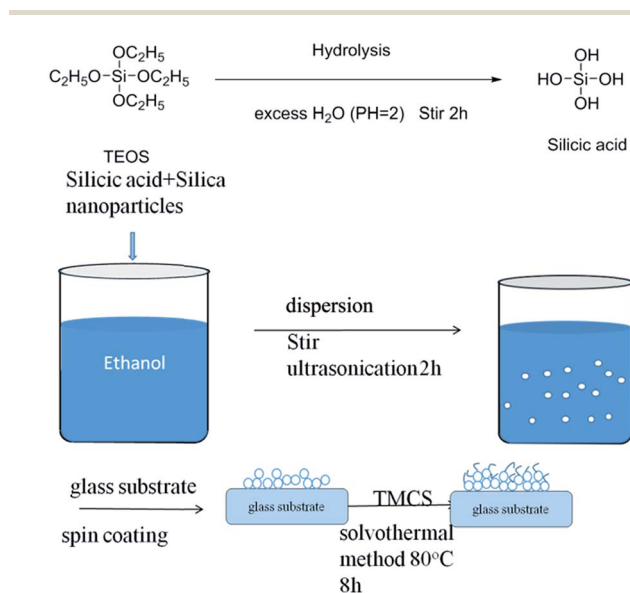 OC₂H₅
C₂H₅O–Si–OC₂H₅
OC₂H₅
TEOS
Hydrolysis
excess H₂O (PH=2) Stir 2h
OH
HO–Si–OH
OH
Silicic acid
Silicic acid+Silica
nanoparticles
Ethanol
dispersion
Stir
ultrasonication2h
glass substrate
spin coating
glass substrate
TMCS
solvothermal
method 80°C
8h
glass substrate